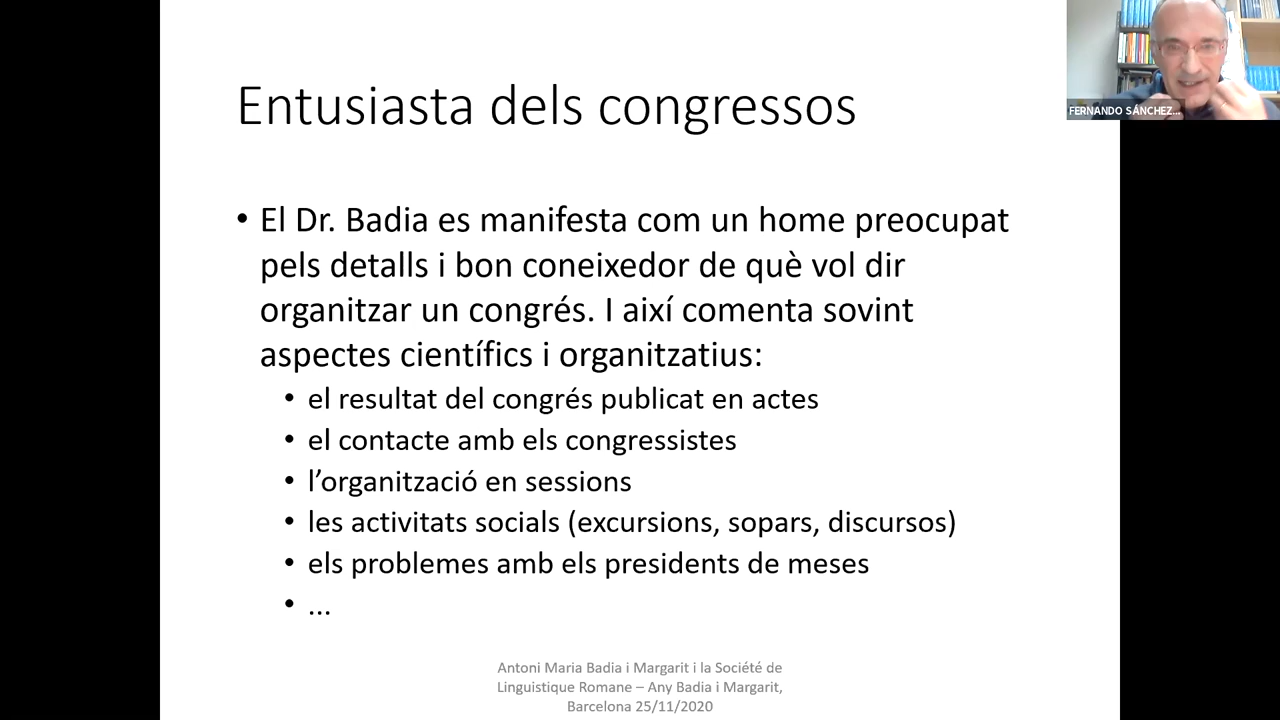 Entusiasta dels congressos
FERNANDO SÁNCHEZ...
• El Dr. Badia es manifesta com un home preocupat
pels detalls i bon coneixedor de què vol dir
organitzar un congrés. I així comenta sovint
aspectes científics i organitzatius:
• el resultat del congrés publicat en actes
• el contacte amb els congressistes
• l’organització en sessions
• les activitats socials (excursions, sopars, discursos)
• els problemes amb els presidents de meses
• ...
Antoni Maria Badia i Margarit i la Société de
Linguistique Romane – Any Badia i Margarit,
Barcelona 25/11/2020